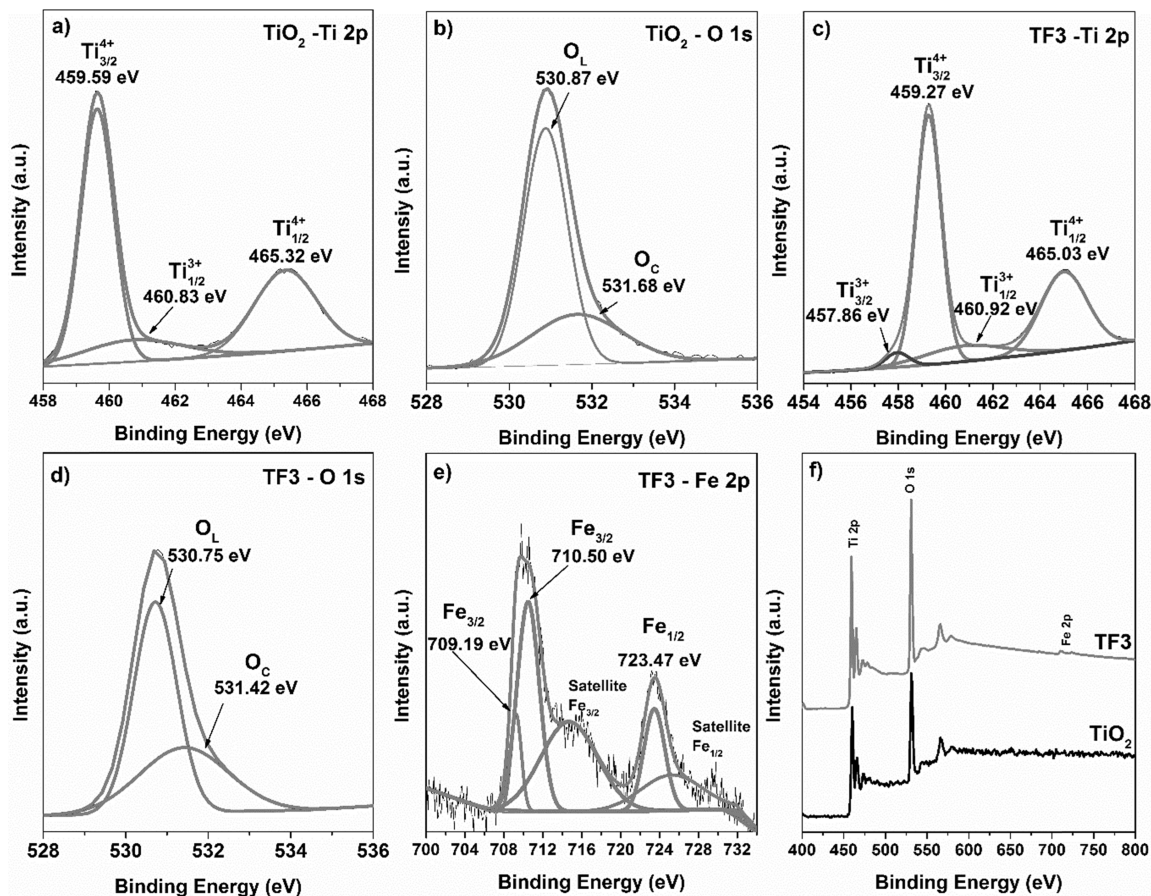 a)
TiO2 -Ti 2p
Ti4+3/2
459.59 eV
Ti3+1/2
460.83 eV
Ti4+1/2
465.32 eV
Intensity (a.u.)
458 460 462 464 466 468
Binding Energy (eV)
b)
TiO2 - O 1s
OL
530.87 eV
OC
531.68 eV
Intensiy (a.u.)
528 530 532 534 536
Binding Energy (eV)
c)
TF3 -Ti 2p
Ti4+3/2
459.27 eV
Ti3+3/2
457.86 eV
Ti3+1/2
460.92 eV
Ti4+1/2
465.03 eV
Intensity (a.u.)
454 456 458 460 462 464 466 468
Binding Energy (eV)
d)
TF3 - O 1s
OL
530.75 eV
OC
531.42 eV
Intensity (a.u.)
528 530 532 534 536
Binding Energy (eV)
e)
TF3 - Fe 2p
Fe3/2
710.50 eV
Fe3/2
709.19 eV
Fe1/2
723.47 eV
Satellite
Fe3/2
Satellite
Fe1/2
Intensity (a.u.)
700 704 708 712 716 720 724 728 732
Binding Energy (eV)
f)
Ti 2p
O 1s
Fe 2p
TF3
TiO2
Intensity (a.u.)
400 450 500 550 600 650 700 750 800
Binding Energy (eV)